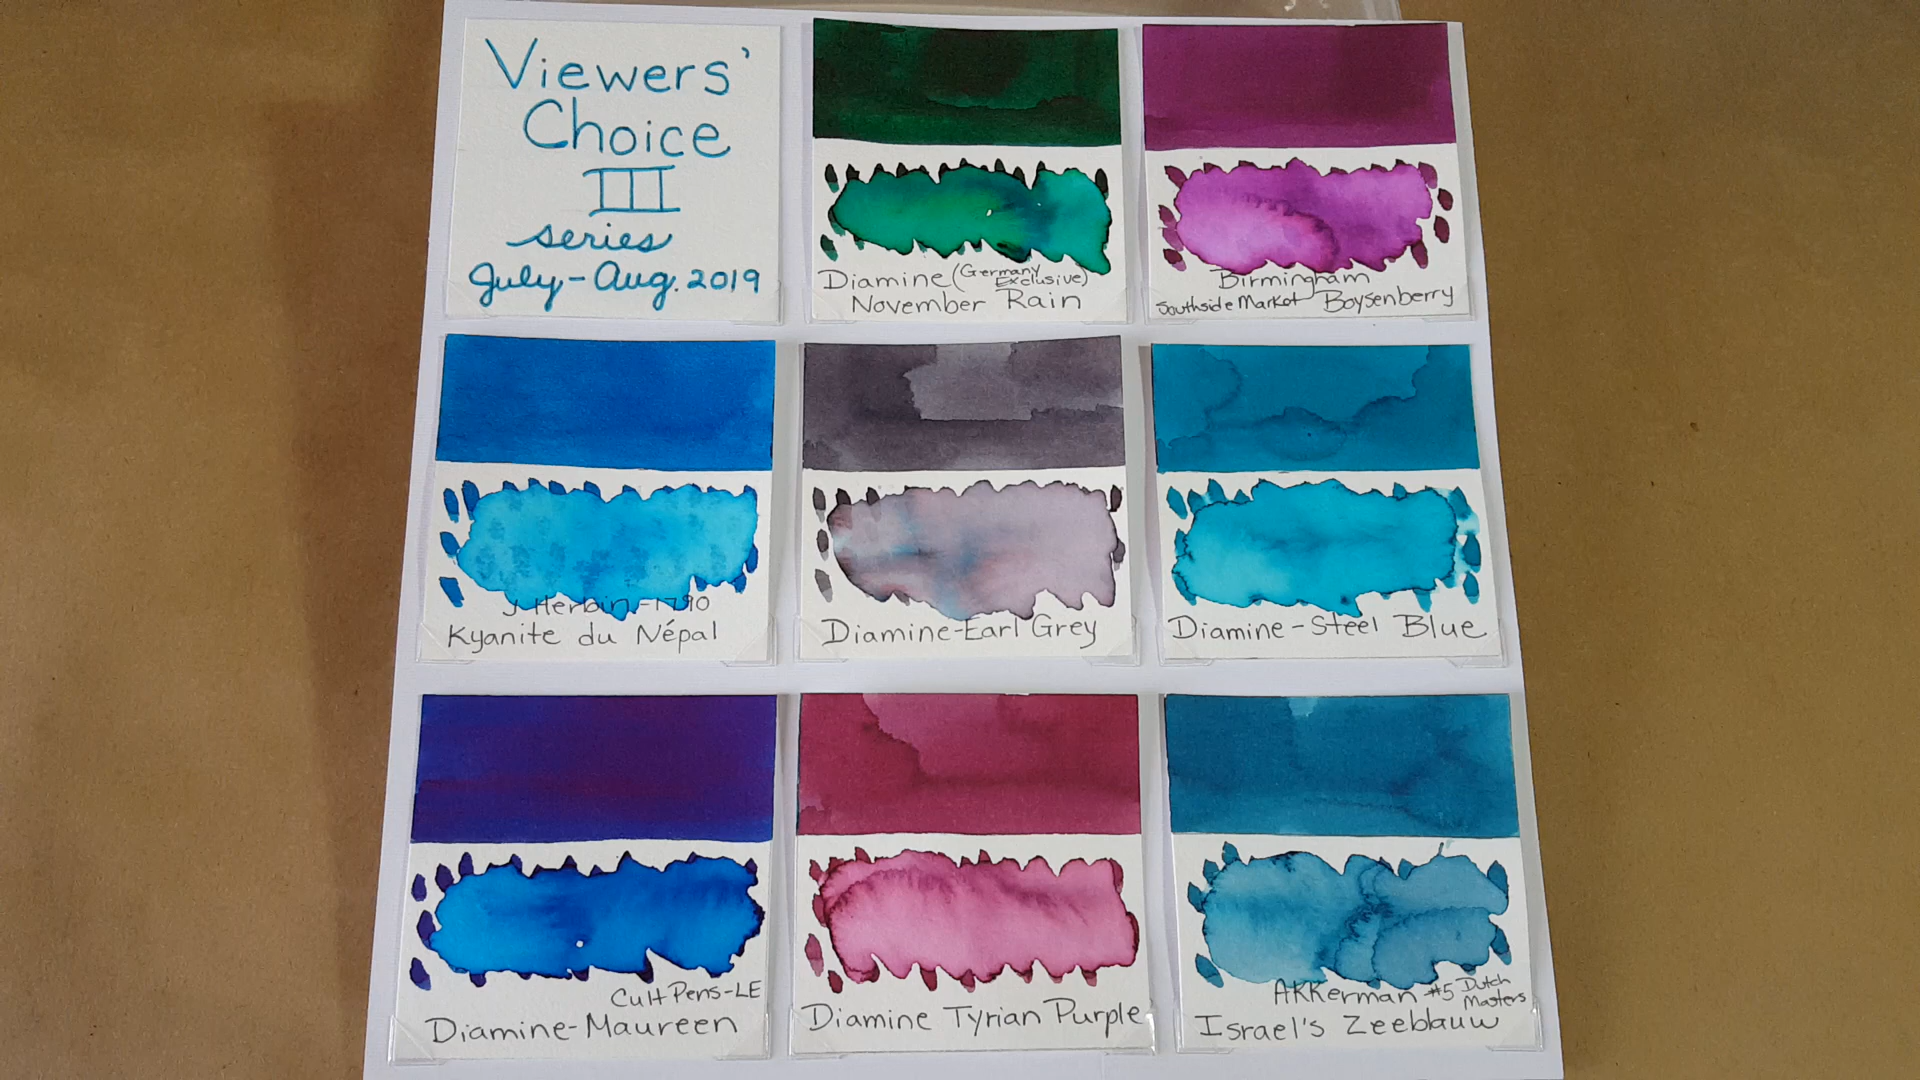 Viewers'
Choice
III
series
July-Aug. 2019
Diamine (Germany Exclusive)
November Rain
Birmingham
Southside Market Boysenberry
J Herbin-1790
Kyanite du Népal
Diamine-Earl Grey
Diamine-Steel Blue
Cult Pens-LE
Diamine-Maureen
Diamine Tyrian Purple
Akkerman #5 Dutch Masters
Israel's Zeeblauw